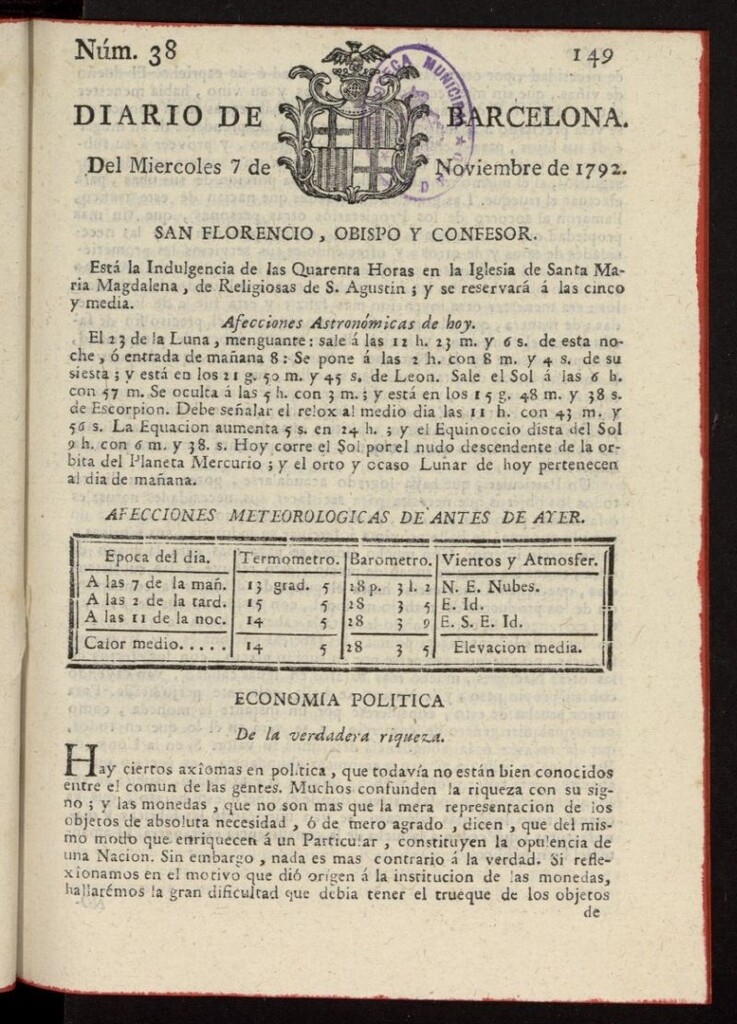 Núm. 38
149
DIARIO DE BARCELONA.
Del Miercoles 7 de Noviembre de 1792.
SAN FLORENCIO, OBISPO Y CONFESOR.
Está la Indulgencia de las Quarenta Horas en la Iglesia de Santa Ma-
ria Magdalena, de Religiosas de S. Agustin; y se reservará á las cinco
y media.
Afecciones Astronómicas de hoy.
El 23 de la Luna, menguante: sale á las 12 h. 23 m. y 6 s. de esta no-
che, ó entrada de mañana 8: Se pone á las 2 h. con 8 m. y 4 s. de su
siesta; y está en los 21 g. 50 m. y 45 s. de Leon. Sale el Sol á las 6 h.
con 57 m. Se oculta á las 5 h. con 3 m.; y está en los 15 g. 48 m. y 38 s.
de Escorpion. Debe señalar el relox al medio dia las 11 h. con 43 m. y
56 s. La Equacion aumenta 5 s. en 24 h.; y el Equinoccio dista del Sol
9 h. con 6 m. y 38. s. Hoy corre el Sol por el nudo descendente de la or-
bita del Planeta Mercurio; y el orto y ocaso Lunar de hoy pertenecen
al dia de mañana.
AFECCIONES METEOROLOGICAS DE ANTES DE AYER.
Epoca del dia. Termometro. Barometro. Vientos y Atmosfer.
A las 7 de la mañ. 13 grad. 5 28 p. 3 l. 2 N. E. Nubes.
A las 2 de la tard. 15 5 28 3 5 E. Id.
A las 11 de la noc. 14 5 28 3 9 E. S. E. Id.
Calor medio..... 14 5 28 3 5 Elevacion media.
ECONOMÍA POLITICA
De la verdadera riqueza.
Hay ciertos axîomas en politica, que todavía no están bien conocidos
entre el comun de las gentes. Muchos confunden la riqueza con su sig-
no; y las monedas, que no son mas que la mera representacion de los
objetos de absoluta necesidad, ó de mero agrado, dicen, que del mis-
mo modo que enriquecen á un Particular, constituyen la opulencia de
una Nacion. Sin embargo, nada es mas contrario á la verdad. Si refle-
xîonamos en el motivo que dió origen á la institucion de las monedas,
hallarémos la gran dificultad que debia tener el trueque de los objetos
de